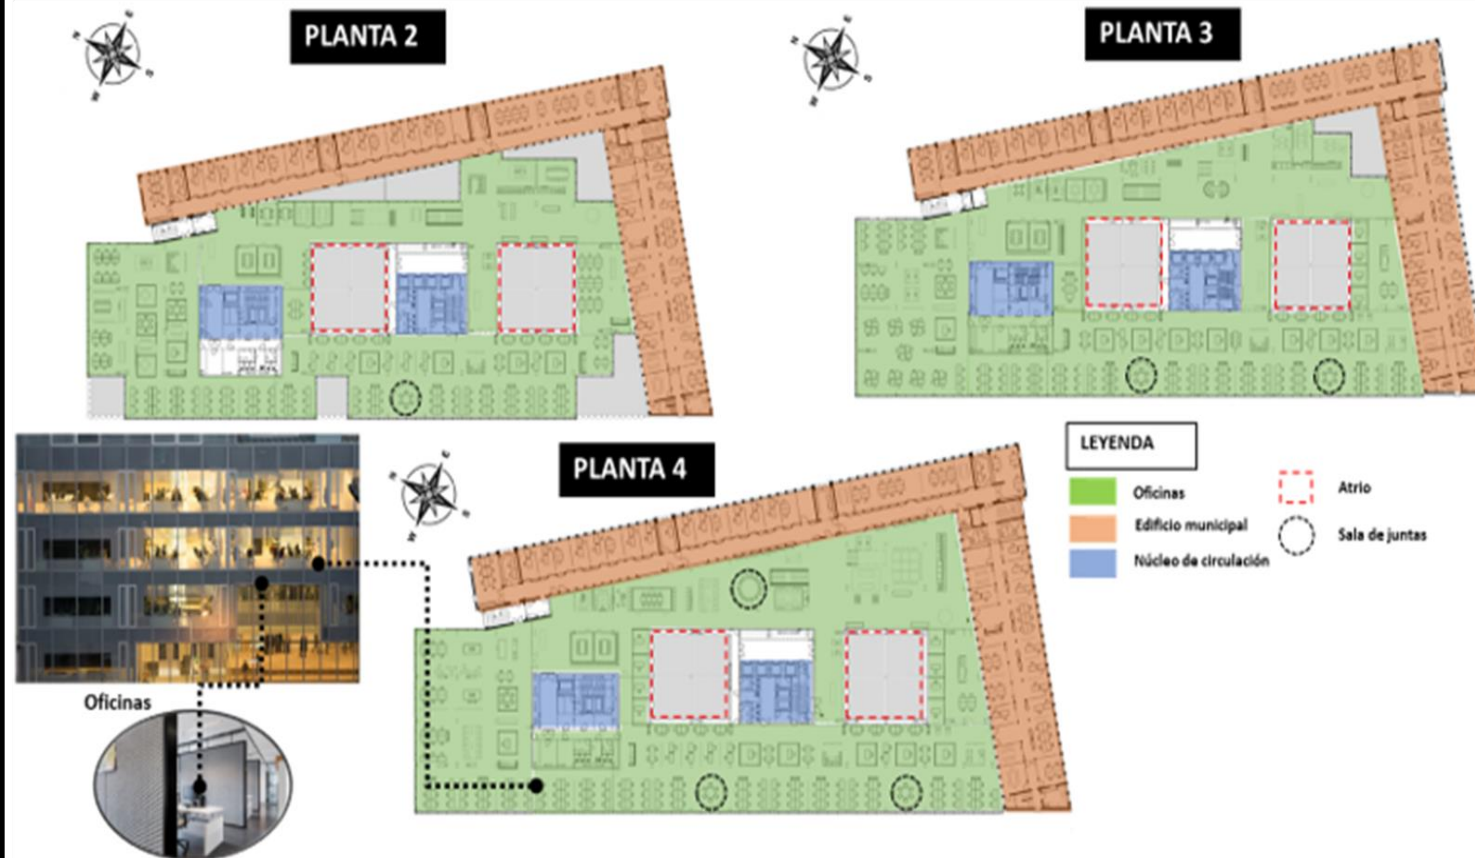 PLANTA 2
PLANTA 3
N
E
S
W
N
E
S
W
PLANTA 4
N
E
S
W
LEYENDA
Oficinas
Edificio municipal
Núcleo de circulación
Atrio
Sala de juntas
Oficinas